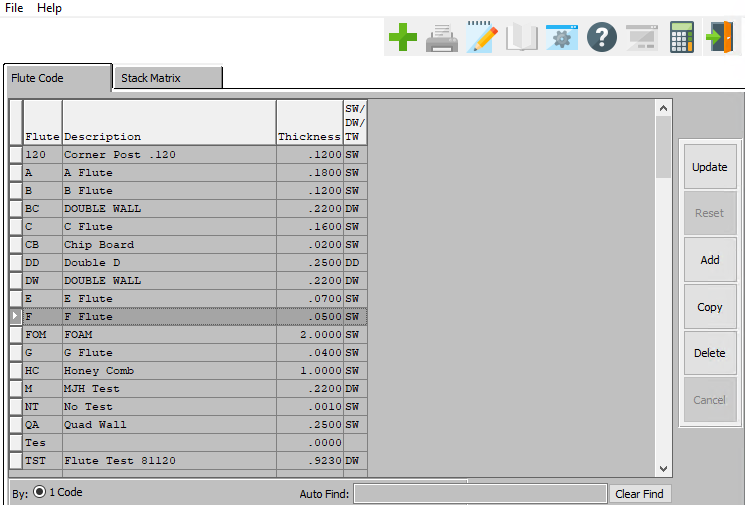 File Help
Flute Code Stack Matrix
SW/
DW/
Flute Description Thickness TW
120 Corner Post .120 .1200 SW
A A Flute .1800 SW
B B Flute .1200 SW
BC DOUBLE WALL .2200 DW
C C Flute .1600 SW
CB Chip Board .0200 SW
DD Double D .2500 DD
DW DOUBLE WALL .2200 DW
E E Flute .0700 SW
F F Flute .0500 SW
FOM FOAM 2.0000 SW
G G Flute .0400 SW
HC Honey Comb 1.0000 SW
M MJH Test .2200 DW
NT No Test .0010 SW
QA Quad Wall .2500 SW
Tes .0000
TST Flute Test 81120 .9230 DW
Update
Reset
Add
Copy
Delete
Cancel
By: 1 Code Auto Find: Clear Find